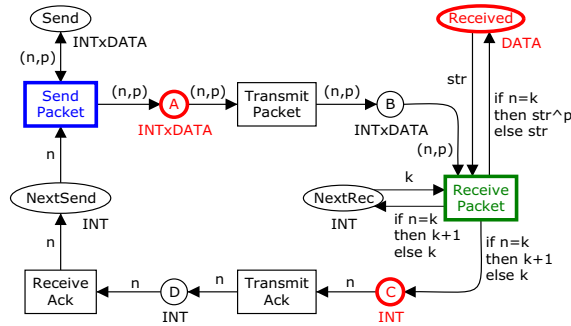 Send
Received
INTxDATA
DATA
(n,p)
str
if n=k
then str^p
else str
Send
Packet
(n,p)
A
(n,p)
Transmit
Packet
(n,p)
B
INTxDATA
INTxDATA
(n,p)
n
k
NextSend
NextRec
Receive
Packet
INT
INT
if n=k
then k+1
else k
if n=k
then k+1
else k
n
Receive
Ack
n
D
n
Transmit
Ack
n
C
INT
INT